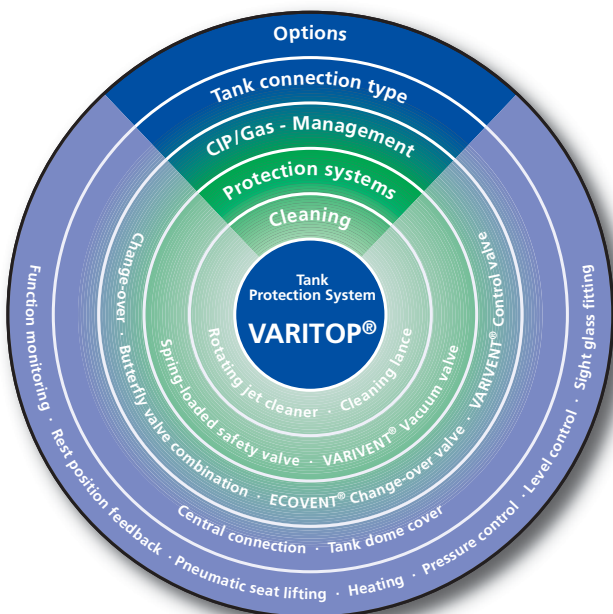 Options
Tank connection type
CIP/Gas - Management
Protection systems
Cleaning
Tank
Protection System
VARITOP®
Rotating jet cleaner · Cleaning lance
Spring-loaded safety valve · VARIVENT® Vacuum valve
Change-over · Butterfly valve combination · ECOVENT® Change-over valve · VARIVENT® Control valve
Central connection · Tank dome cover
Function monitoring · Rest position feedback · Pneumatic seat lifting · Heating · Pressure control · Level control · Sight glass fitting